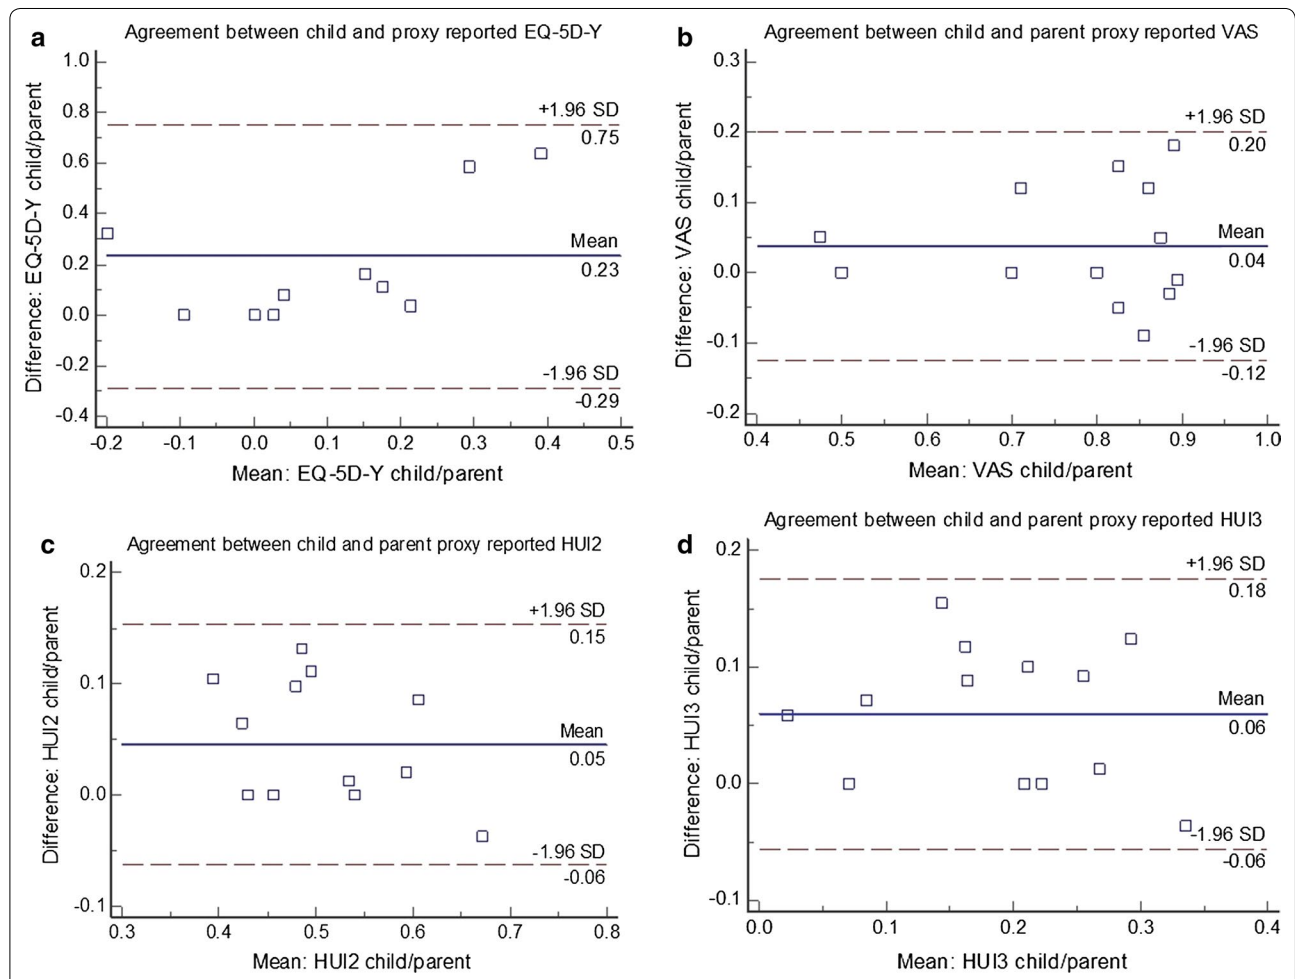 a
Agreement between child and proxy reported EQ-5D-Y
Difference: EQ-5D-Y child/parent
1.0
0.8
0.6
0.4
0.2
0.0
-0.2
-0.4
+1.96 SD
0.75
Mean
0.23
-1.96 SD
-0.29
-0.2 -0.1 0.0 0.1 0.2 0.3 0.4 0.5
Mean: EQ-5D-Y child/parent
b
Agreement between child and parent proxy reported VAS
Difference: VAS child/parent
0.3
0.2
0.1
0.0
-0.1
-0.2
+1.96 SD
0.20
Mean
0.04
-1.96 SD
-0.12
0.4 0.5 0.6 0.7 0.8 0.9 1.0
Mean: VAS child/parent
c
Agreement between child and parent proxy reported HUI2
Difference: HUI2 child/parent
0.2
0.1
0.0
-0.1
+1.96 SD
0.15
Mean
0.05
-1.96 SD
-0.06
0.3 0.4 0.5 0.6 0.7 0.8
Mean: HUI2 child/parent
d
Agreement between child and parent proxy reported HUI3
Difference: HUI3 child/parent
0.2
0.1
0.0
-0.1
+1.96 SD
0.18
Mean
0.06
-1.96 SD
-0.06
0.0 0.1 0.2 0.3 0.4
Mean: HUI3 child/parent